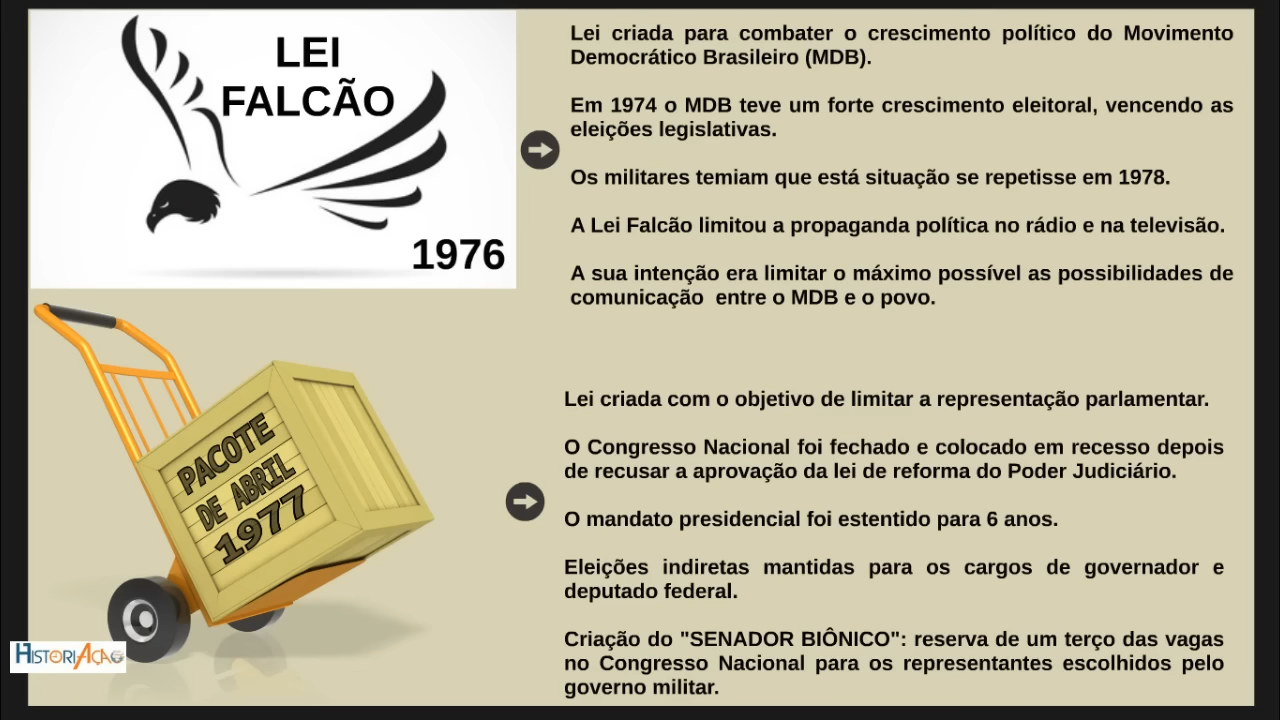 LEI
FALCÃO
1976
Lei criada para combater o crescimento político do Movimento
Democrático Brasileiro (MDB).
Em 1974 o MDB teve um forte crescimento eleitoral, vencendo as
eleições legislativas.
Os militares temiam que está situação se repetisse em 1978.
A Lei Falcão limitou a propaganda política no rádio e na televisão.
A sua intenção era limitar o máximo possível as possibilidades de
comunicação  entre o MDB e o povo.
PACOTE
DE ABRIL
1977
Lei criada com o objetivo de limitar a representação parlamentar.
O Congresso Nacional foi fechado e colocado em recesso depois
de recusar a aprovação da lei de reforma do Poder Judiciário.
O mandato presidencial foi estentido para 6 anos.
Eleições indiretas mantidas para os cargos de governador e
deputado federal.
Criação do "SENADOR BIÔNICO": reserva de um terço das vagas
no Congresso Nacional para os representantes escolhidos pelo
governo militar.
HISTORIAÇÃO